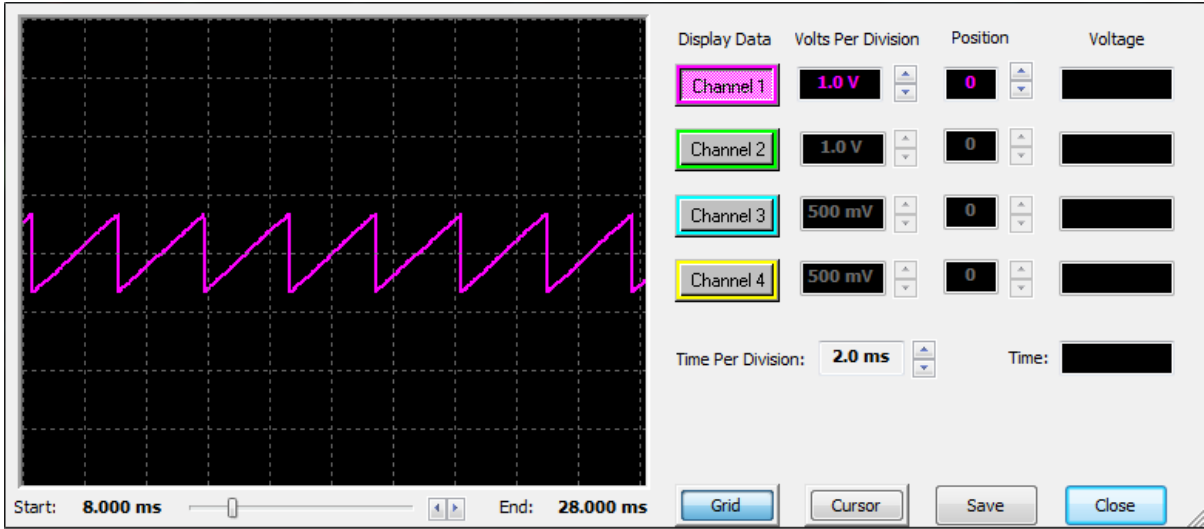 Display Data Volts Per Division Position Voltage
Channel 1 1.0 V 0
Channel 2 1.0 V 0
Channel 3 500 mV 0
Channel 4 500 mV 0
Time Per Division: 2.0 ms Time:
Start: 8.000 ms End: 28.000 ms Grid Cursor Save Close